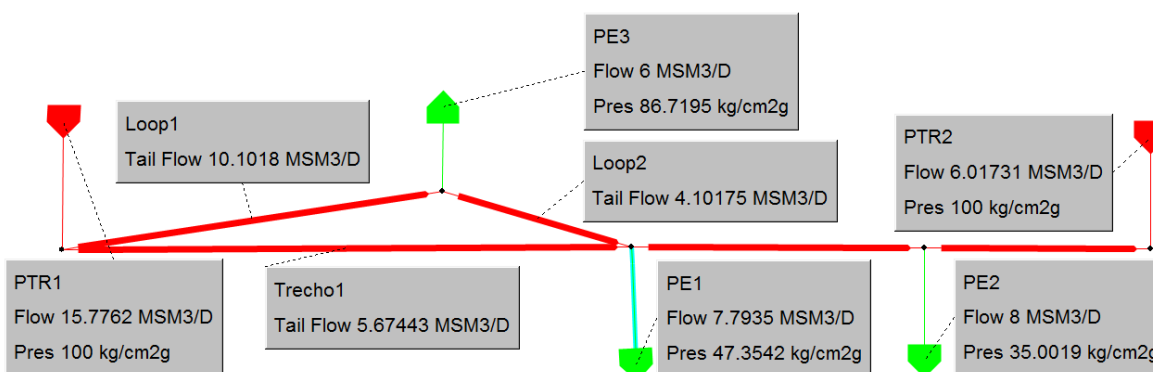 PE3
Flow 6 MSM3/D
Pres 86.7195 kg/cm2g
Loop1
Tail Flow 10.1018 MSM3/D
PTR2
Flow 6.01731 MSM3/D
Pres 100 kg/cm2g
Loop2
Tail Flow 4.10175 MSM3/D
PTR1
Flow 15.7762 MSM3/D
Pres 100 kg/cm2g
Trecho1
Tail Flow 5.67443 MSM3/D
PE1
Flow 7.7935 MSM3/D
Pres 47.3542 kg/cm2g
PE2
Flow 8 MSM3/D
Pres 35.0019 kg/cm2g